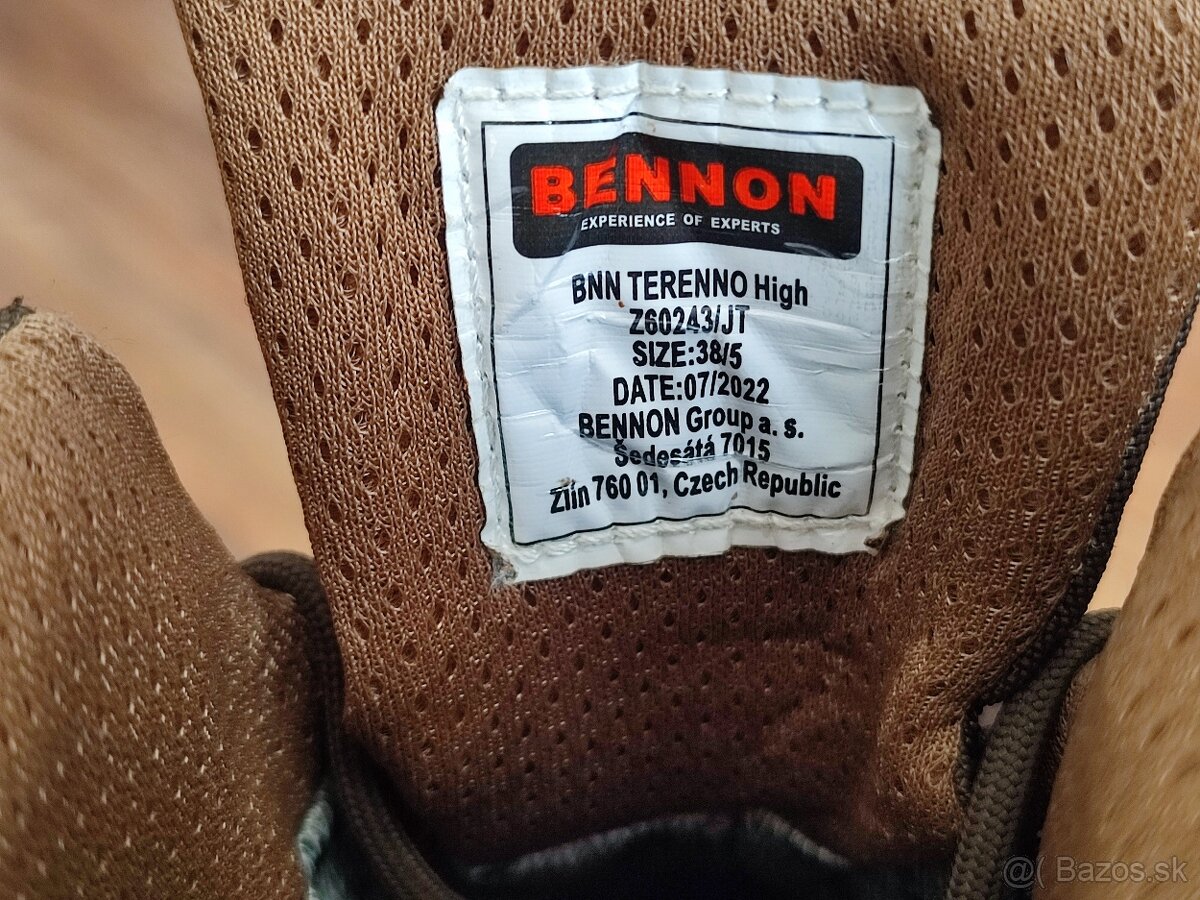 BENNON
EXPERIENCE OF EXPERTS
BNN TERENNO High
Z60243/JT
SIZE:38/5
DATE:07/2022
BENNON Group a. s.
Šedesátá 7015
Zlín 760 01, Czech Republic
@( Bazos.sk